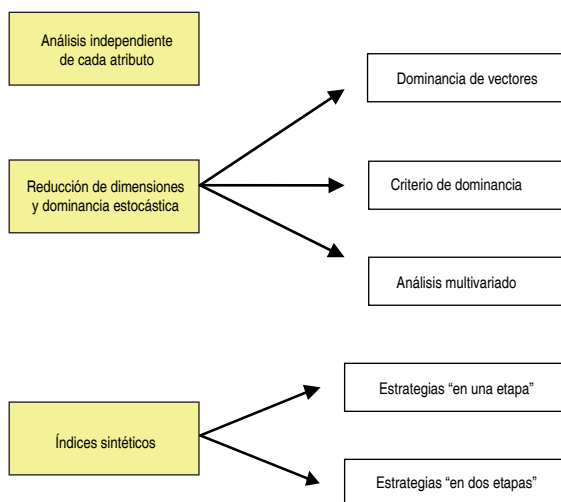 Análisis independiente
de cada atributo
Dominancia de vectores
Reducción de dimensiones
y dominancia estocástica
Criterio de dominancia
Análisis multivariado
Índices sintéticos
Estrategias “en una etapa”
Estrategias “en dos etapas”